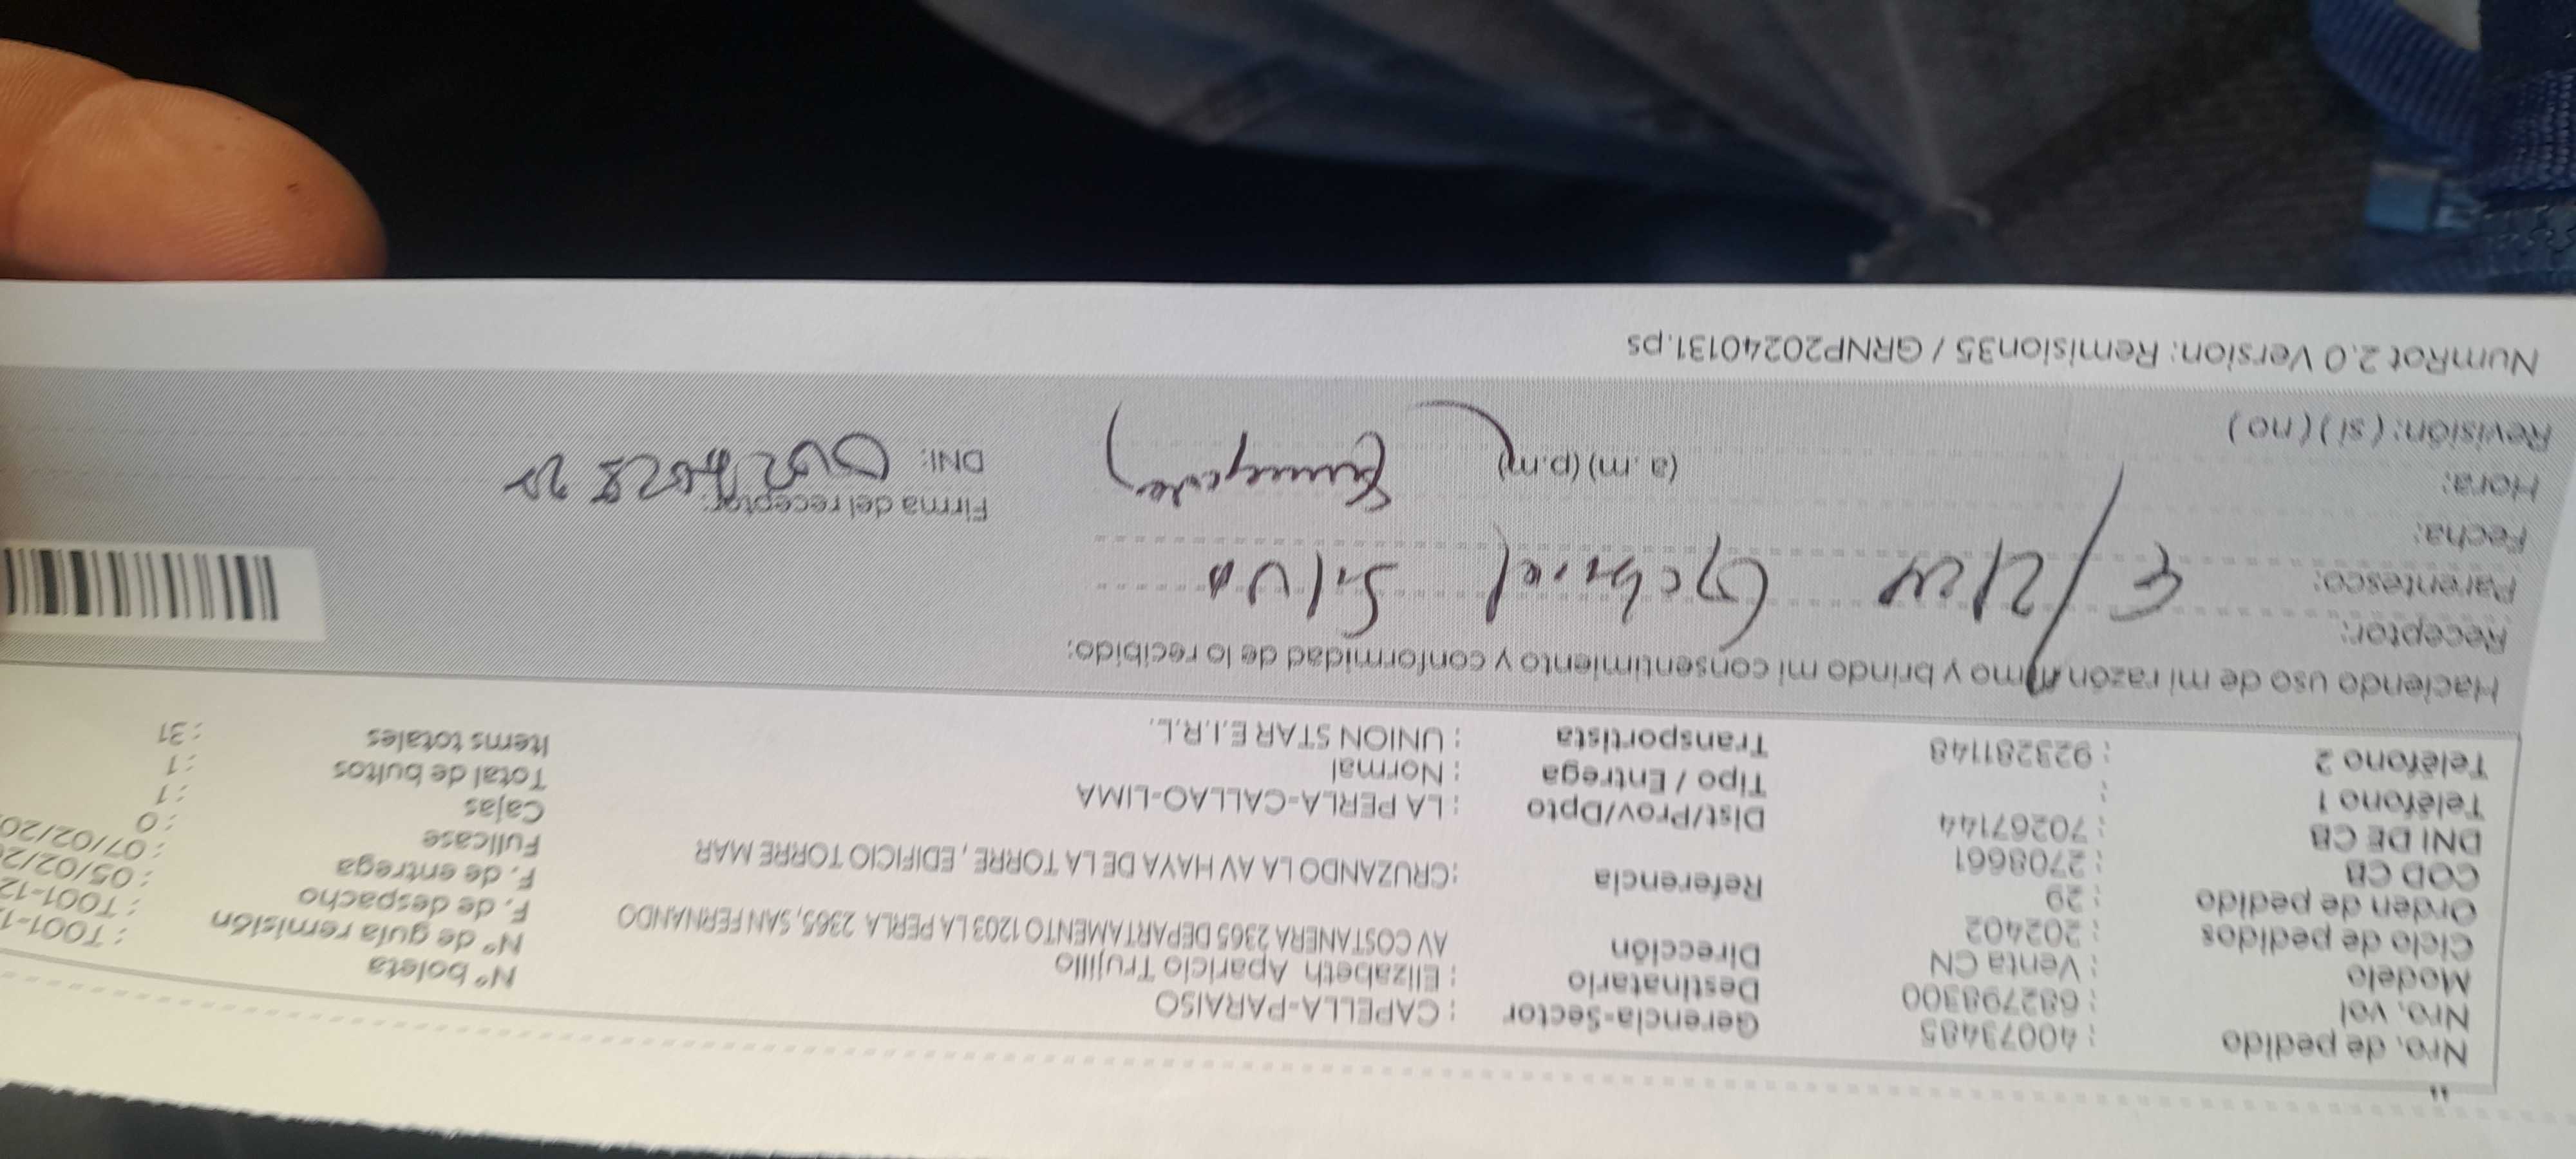 Nro. de pedido : 40073485 Gerencia-Sector : CAPELLA-PARAISO Nº boleta : T001-1
Nro. vol : 682798300 Destinatario : Elizabeth Aparicio Trujillo Nº de guía remisión : T001-12
Modelo : Venta CN Dirección AV COSTANERA 2365 DEPARTAMENTO 1203 LA PERLA 2365, SAN FERNANDO F. de despacho : 05/02/2
Ciclo de pedidos : 202402 F. de entrega : 07/02/20
Orden de pedido : 29 Referencia :CRUZANDO LA AV HAYA DE LA TORRE , EDIFICIO TORRE MAR Fullcase : 0
COD CB : 2708661 Cajas : 1
DNI DE CB : 70267144 Dist/Prov/Dpto : LA PERLA-CALLAO-LIMA Total de bultos : 1
Teléfono 1 : Tipo / Entrega : Normal Items totales : 31
Teléfono 2 : 923281148 Transportista : UNION STAR E.I.R.L.
Haciendo uso de mi razón firmo y brindo mi consentimiento y conformidad de lo recibido:
Receptor:
Parentesco: Gabriel Silva
Fecha:
Hora: (a.m) (p.m) Firma del receptor:
Revisión: (sí) (no) DNI:
NumRot 2.0 Version: Remision35 / GRNP20240131.ps